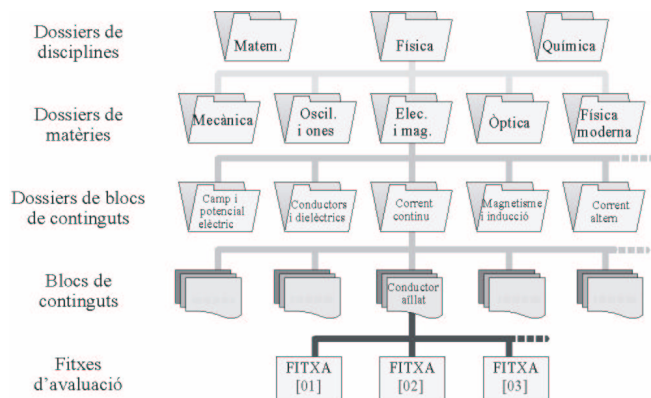 Dossiers de
disciplines
Matem.
Física
Química
Dossiers de
matèries
Mecànica
Oscil.
i ones
Elec.
i mag.
Òptica
Física
moderna
Dossiers de blocs
de continguts
Camp i
potencial
elèctric
Conductors
i dielèctrics
Corrent
continu
Magnetisme
i inducció
Corrent
altern
Blocs de
continguts
Conductor
aïllat
Fitxes
d'avaluació
FITXA
[01]
FITXA
[02]
FITXA
[03]